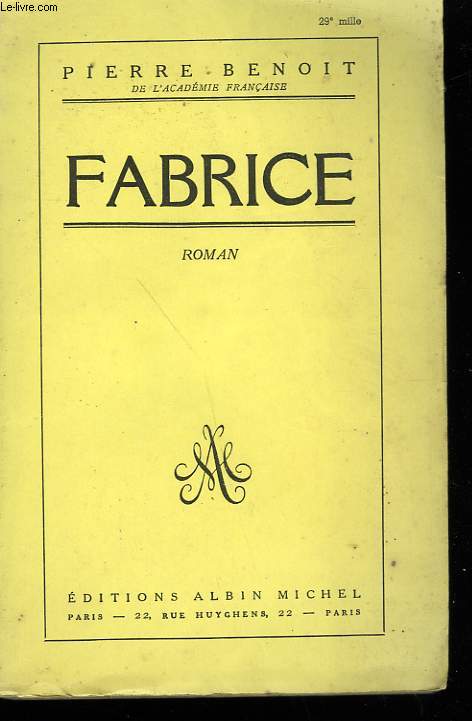 Le-livre.com
29e mille
PIERRE BENOIT
DE L'ACADÉMIE FRANÇAISE
FABRICE
ROMAN
ÉDITIONS ALBIN MICHEL
PARIS — 22, RUE HUYGHENS, 22 — PARIS